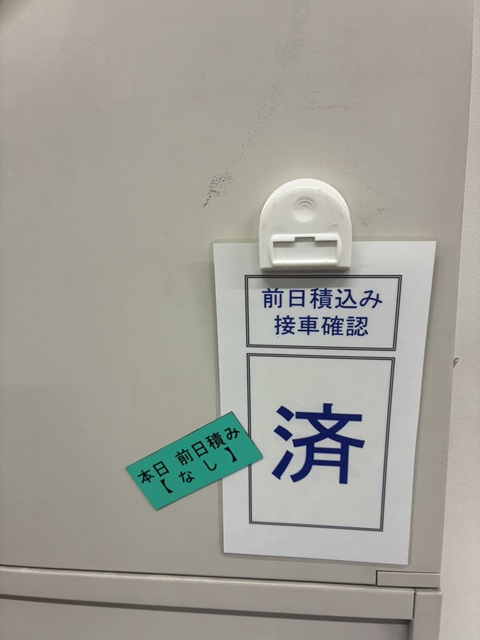 前日積込み
接車確認
済
本日 前日積み
【 なし 】